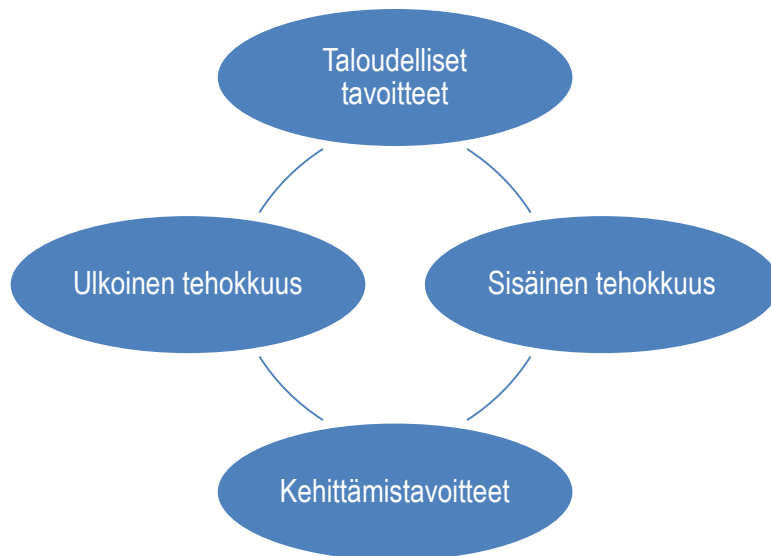 Taloudelliset
tavoitteet
Ulkoinen tehokkuus
Sisäinen tehokkuus
Kehittämistavoitteet